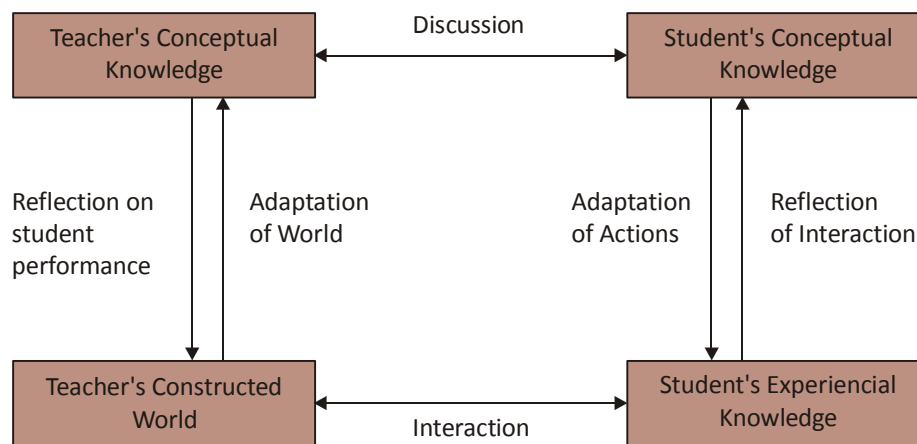 Teacher's Conceptual
Knowledge
Discussion
Student's Conceptual
Knowledge
Reflection on
student
performance
Adaptation
of World
Adaptation
of Actions
Reflection
of Interaction
Teacher's Constructed
World
Interaction
Student's Experiencial
Knowledge